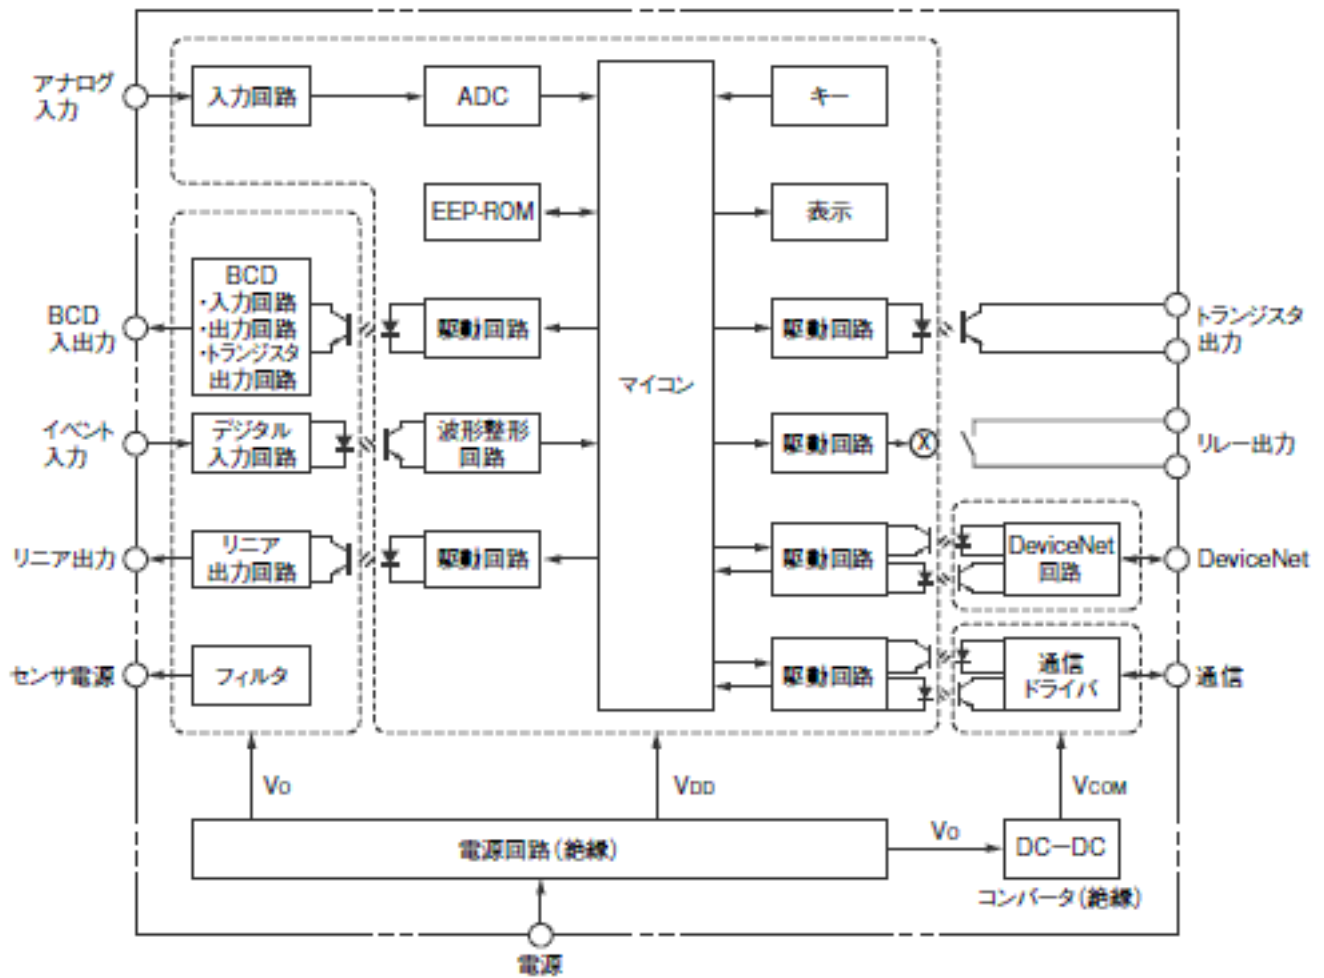 アナログ
入力
入力回路
ADC
キー
EEP-ROM
表示
BCD
入出力
BCD
・入力回路
・出力回路
・トランジスタ
出力回路
駆動回路
マイコン
駆動回路
トランジスタ
出力
イベント
入力
デジタル
入力回路
波形整形
回路
駆動回路
X
リレー出力
リニア出力
リニア
出力回路
駆動回路
駆動回路
DeviceNet
回路
DeviceNet
センサ電源
フィルタ
駆動回路
通信
ドライバ
通信
VO
VDD
VCOM
電源回路(絶縁)
VO
DC−DC
コンバータ(絶縁)
電源